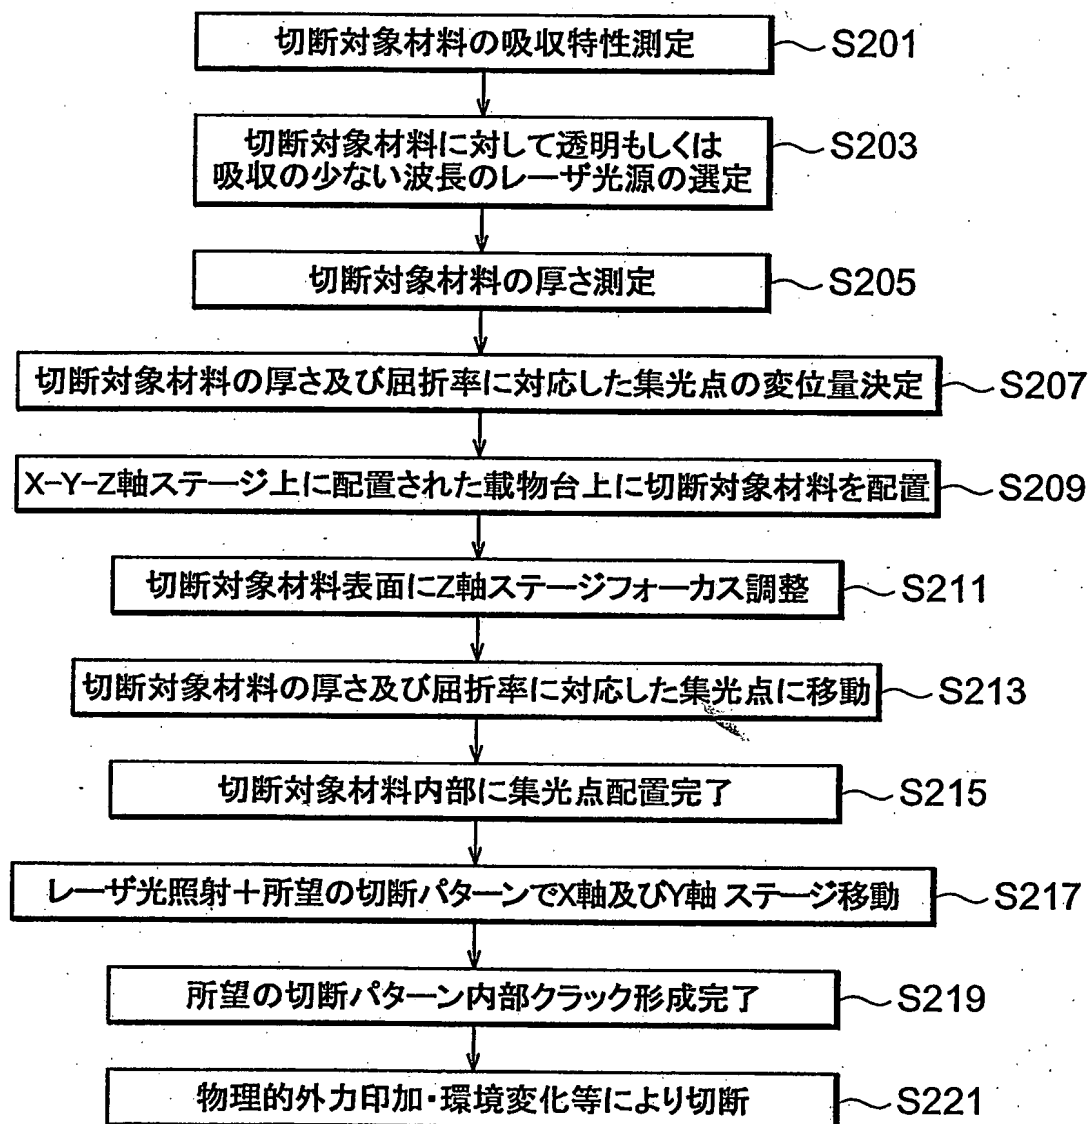 切断対象材料の吸収特性測定 S201
切断対象材料に対して透明もしくは
吸収の少ない波長のレーザ光源の選定 S203
切断対象材料の厚さ測定 S205
切断対象材料の厚さ及び屈折率に対応した集光点の変位量決定 S207
X-Y-Z軸ステージ上に配置された載物台上に切断対象材料を配置 S209
切断対象材料表面にZ軸ステージフォーカス調整 S211
切断対象材料の厚さ及び屈折率に対応した集光点に移動 S213
切断対象材料内部に集光点配置完了 S215
レーザ光照射+所望の切断パターンでX軸及びY軸 ステージ移動 S217
所望の切断パターン内部クラック形成完了 S219
物理的外力印加・環境変化等により切断 S221